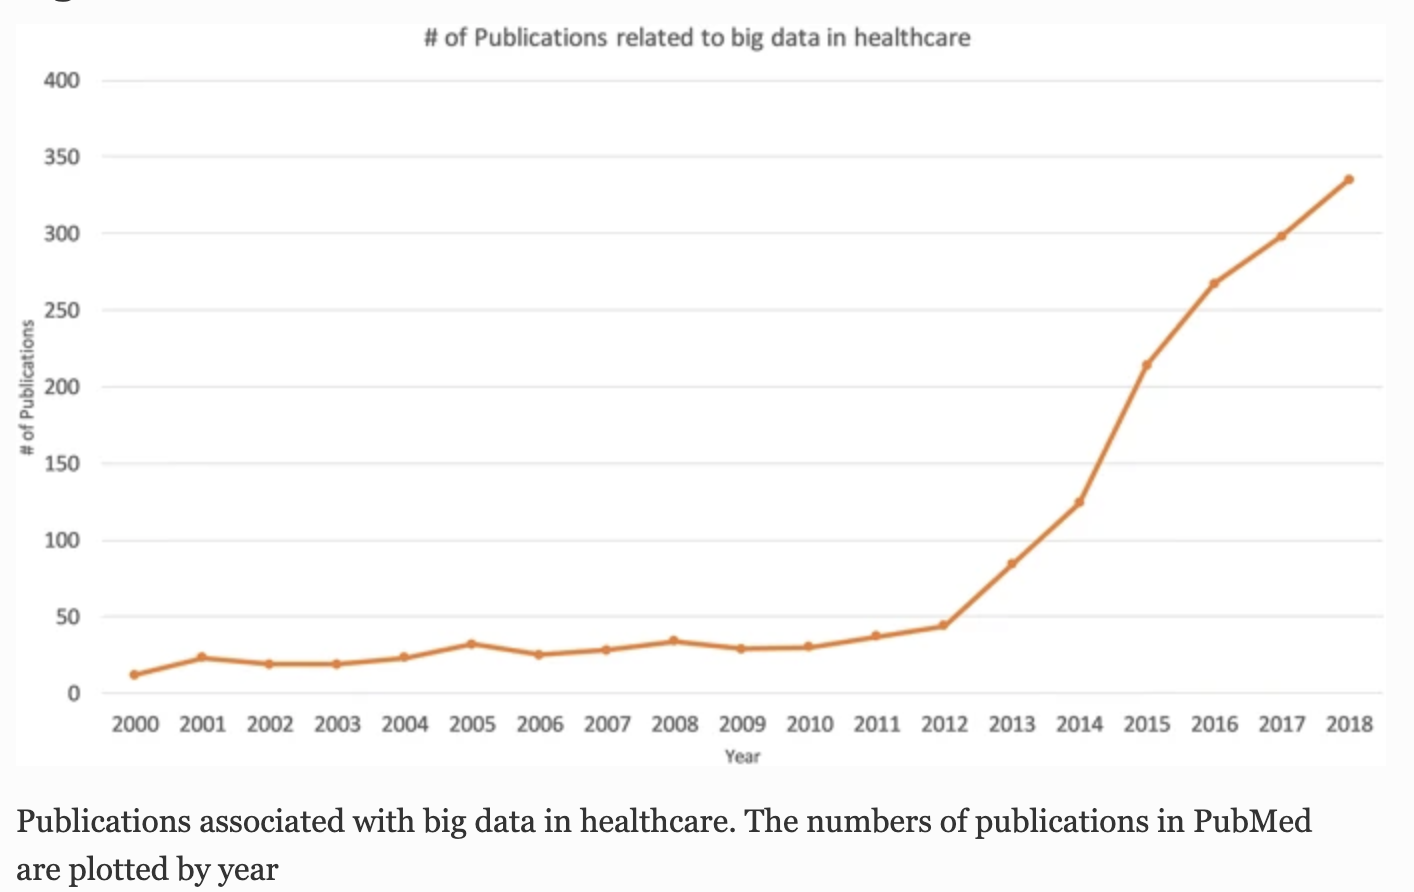 # of Publications related to big data in healthcare
400
350
300
250
200
150
100
50
0
# of Publications
2000 2001 2002 2003 2004 2005 2006 2007 2008 2009 2010 2011 2012 2013 2014 2015 2016 2017 2018
Year
Publications associated with big data in healthcare. The numbers of publications in PubMed
are plotted by year